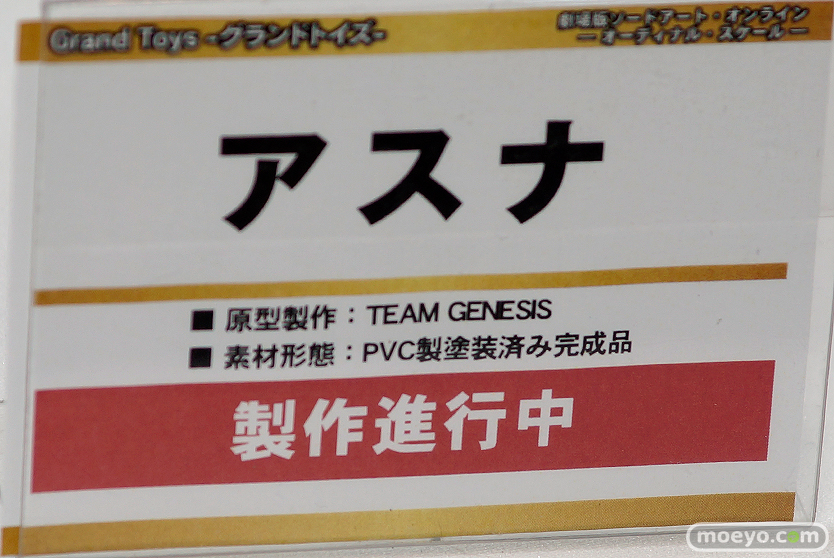 Grand Toys -グランドトイズ-
劇場版ソードアート・オンライン
―オーディナル・スケール―
アスナ
■ 原型製作：TEAM GENESIS
■ 素材形態：PVC製塗装済み完成品
製作進行中
moeyo.com